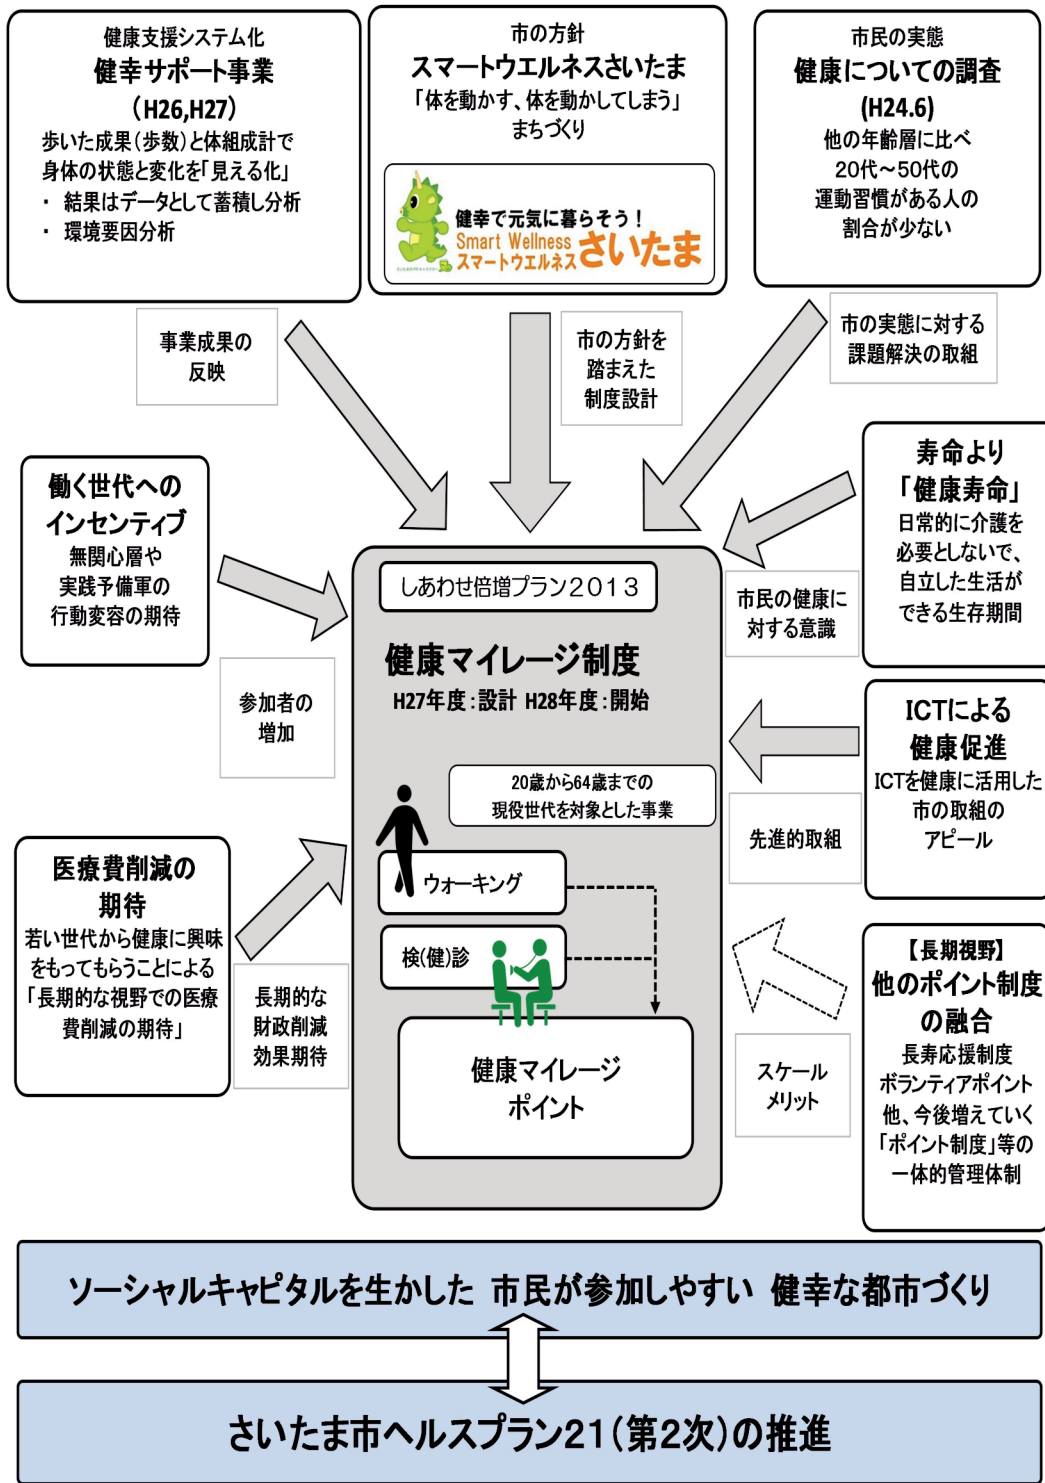 健康支援システム化
健幸サポート事業
(H26,H27)
歩いた成果(歩数)と体組成計で
身体の状態と変化を「見える化」
・ 結果はデータとして蓄積し分析
・ 環境要因分析
市の方針
スマートウエルネスさいたま
「体を動かす、体を動かしてしまう」
まちづくり
健幸で元気に暮らそう！
Smart Wellness
スマートウエルネス
さいたま
市民の実態
健康についての調査
(H24.6)
他の年齢層に比べ
20代～50代の
運動習慣がある人の
割合が少ない
事業成果の
反映
市の方針を
踏まえた
制度設計
市の実態に対する
課題解決の取組
働く世代への
インセンティブ
無関心層や
実践予備軍の
行動変容の期待
参加者の
増加
寿命より
「健康寿命」
日常的に介護を
必要としないで、
自立した生活が
できる生存期間
市民の健康に
対する意識
しあわせ倍増プラン２０１３
健康マイレージ制度
H27年度：設計 H28年度：開始
20歳から64歳までの
現役世代を対象とした事業
ウォーキング
検(健)診
健康マイレージ
ポイント
ICTによる
健康促進
ICTを健康に活用した
市の取組の
アピール
先進的取組
医療費削減の
期待
若い世代から健康に興味
をもってもらうことによる
「長期的な視野での医療
費削減の期待」
長期的な
財政削減
効果期待
【長期視野】
他のポイント制度
の融合
長寿応援制度
ボランティアポイント
他、今後増えていく
「ポイント制度」等の
一体的管理体制
スケール
メリット
ソーシャルキャピタルを生かした 市民が参加しやすい 健幸な都市づくり
さいたま市ヘルスプラン21(第2次)の推進